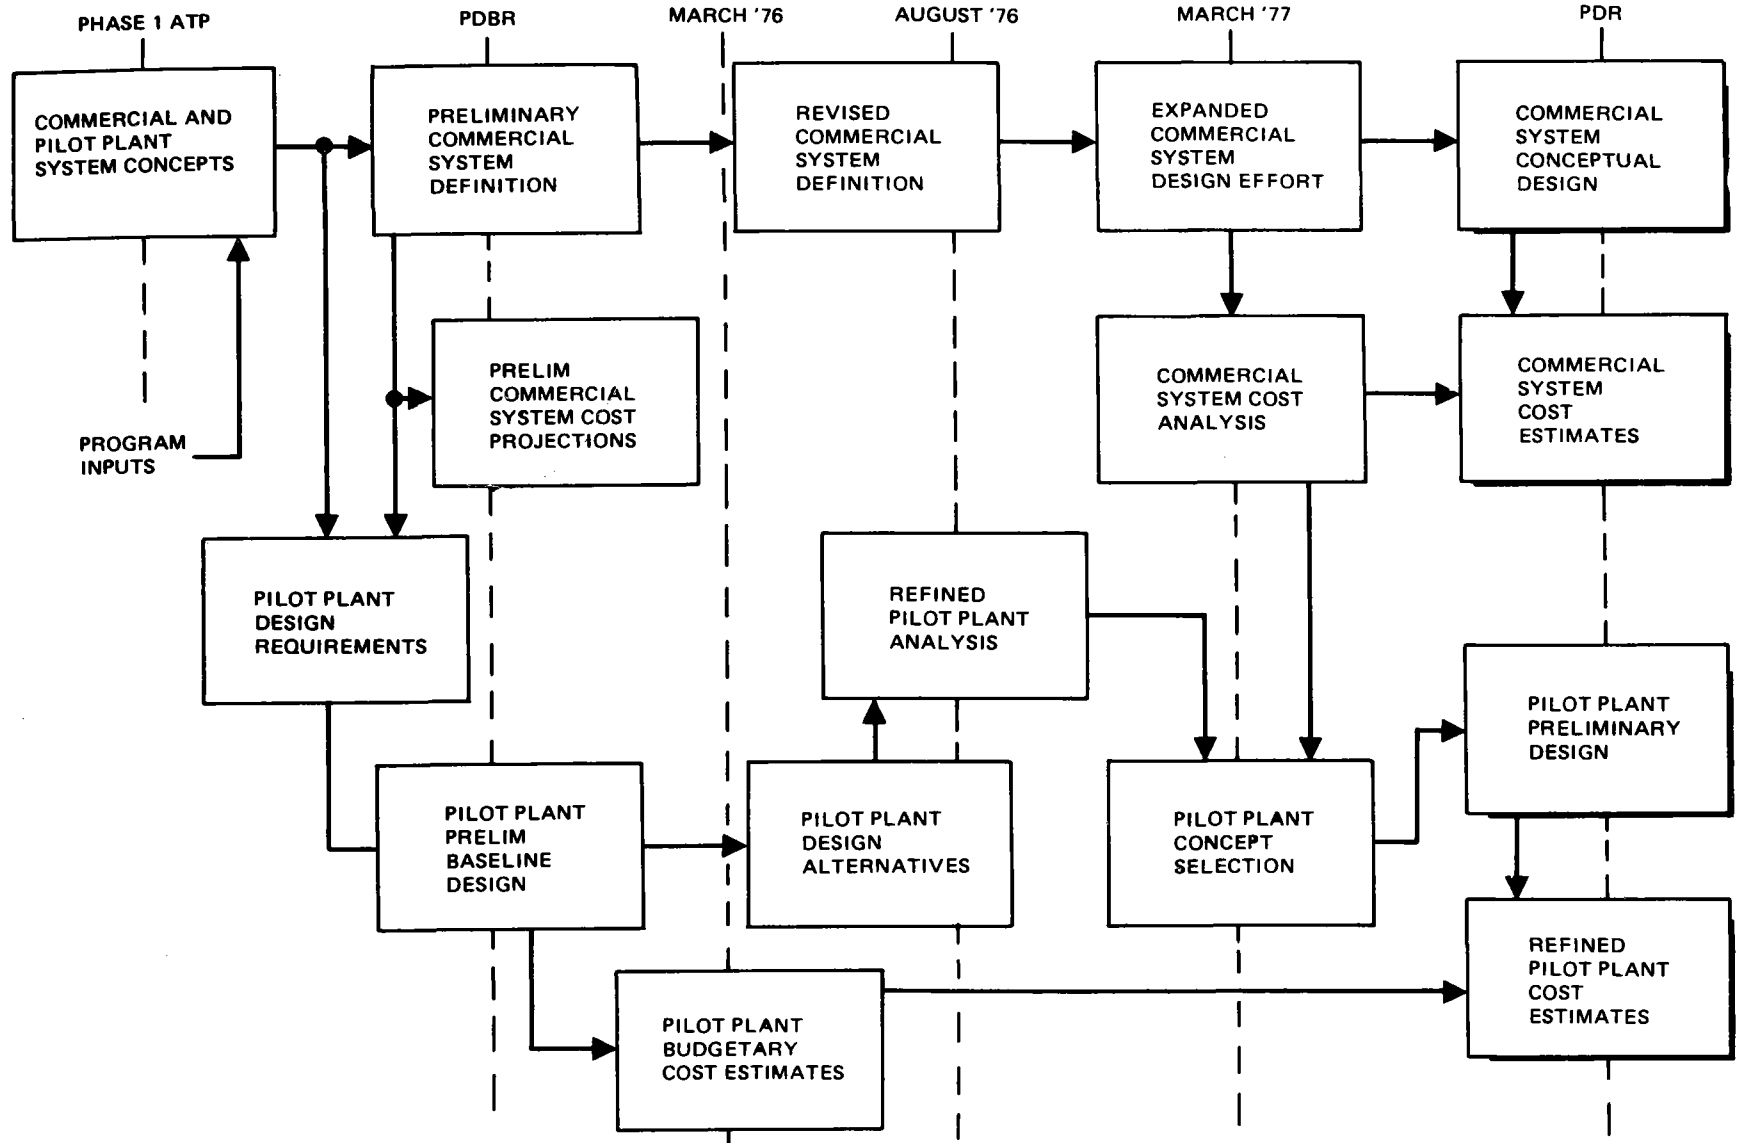 PHASE 1 ATP
PDBR
MARCH '76
AUGUST '76
MARCH '77
PDR
COMMERCIAL AND
PILOT PLANT
SYSTEM CONCEPTS
PRELIMINARY
COMMERCIAL
SYSTEM
DEFINITION
REVISED
COMMERCIAL
SYSTEM
DEFINITION
EXPANDED
COMMERCIAL
SYSTEM
DESIGN EFFORT
COMMERCIAL
SYSTEM
CONCEPTUAL
DESIGN
PROGRAM
INPUTS
PRELIM
COMMERCIAL
SYSTEM COST
PROJECTIONS
COMMERCIAL
SYSTEM COST
ANALYSIS
COMMERCIAL
SYSTEM
COST
ESTIMATES
PILOT PLANT
DESIGN
REQUIREMENTS
REFINED
PILOT PLANT
ANALYSIS
PILOT PLANT
PRELIMINARY
DESIGN
PILOT PLANT
PRELIM
BASELINE
DESIGN
PILOT PLANT
DESIGN
ALTERNATIVES
PILOT PLANT
CONCEPT
SELECTION
REFINED
PILOT PLANT
COST
ESTIMATES
PILOT PLANT
BUDGETARY
COST ESTIMATES